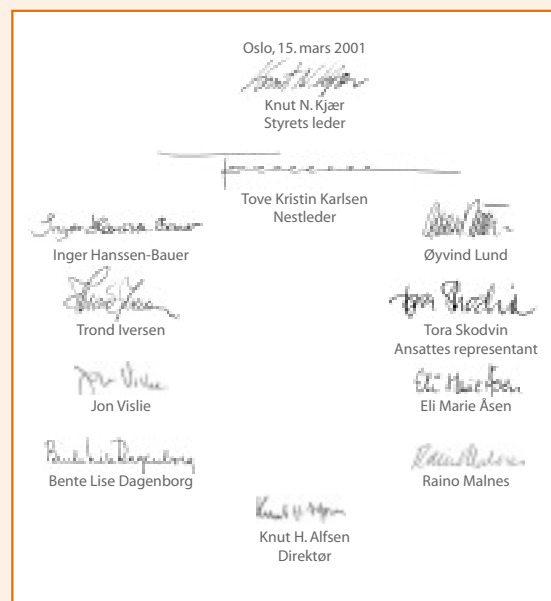 Oslo, 15. mars 2001
Knut N. Kjær
Styrets leder
Tove Kristin Karlsen
Nestleder
Inger Hanssen-Bauer
Øyvind Lund
Trond Iversen
Tora Skodvin
Ansattes representant
Jon Vislie
Eli Marie Åsen
Bente Lise Dagenborg
Raino Malnes
Knut H. Alfsen
Direktør